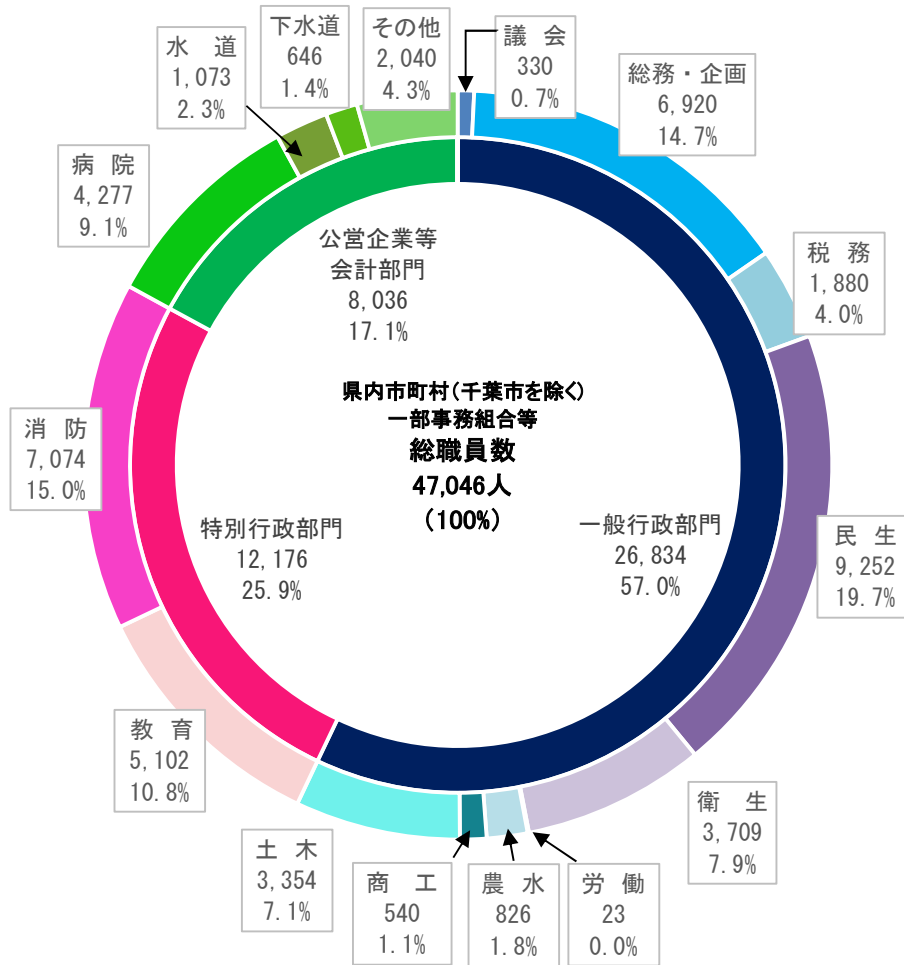 議 会
330
0.7%
総務・企画
6,920
14.7%
税 務
1,880
4.0%
民 生
9,252
19.7%
衛 生
3,709
7.9%
労 働
23
0.0%
農 水
826
1.8%
商 工
540
1.1%
土 木
3,354
7.1%
教 育
5,102
10.8%
消 防
7,074
15.0%
病 院
4,277
9.1%
水 道
1,073
2.3%
下水道
646
1.4%
その他
2,040
4.3%
公営企業等
会計部門
8,036
17.1%
県内市町村(千葉市を除く)
一部事務組合等
総職員数
47,046人
(100%)
特別行政部門
12,176
25.9%
一般行政部門
26,834
57.0%